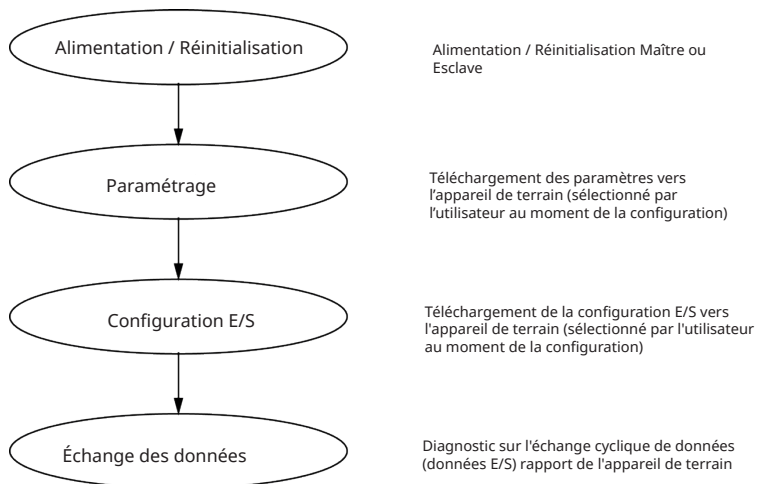 Alimentation / Réinitialisation
Alimentation / Réinitialisation Maître ou
Esclave
Paramétrage
Téléchargement des paramètres vers
l’appareil de terrain (sélectionné par
l’utilisateur au moment de la configuration)
Configuration E/S
Téléchargement de la configuration E/S vers
l'appareil de terrain (sélectionné par l'utilisateur
au moment de la configuration)
Échange des données
Diagnostic sur l'échange cyclique de données
(données E/S) rapport de l'appareil de terrain